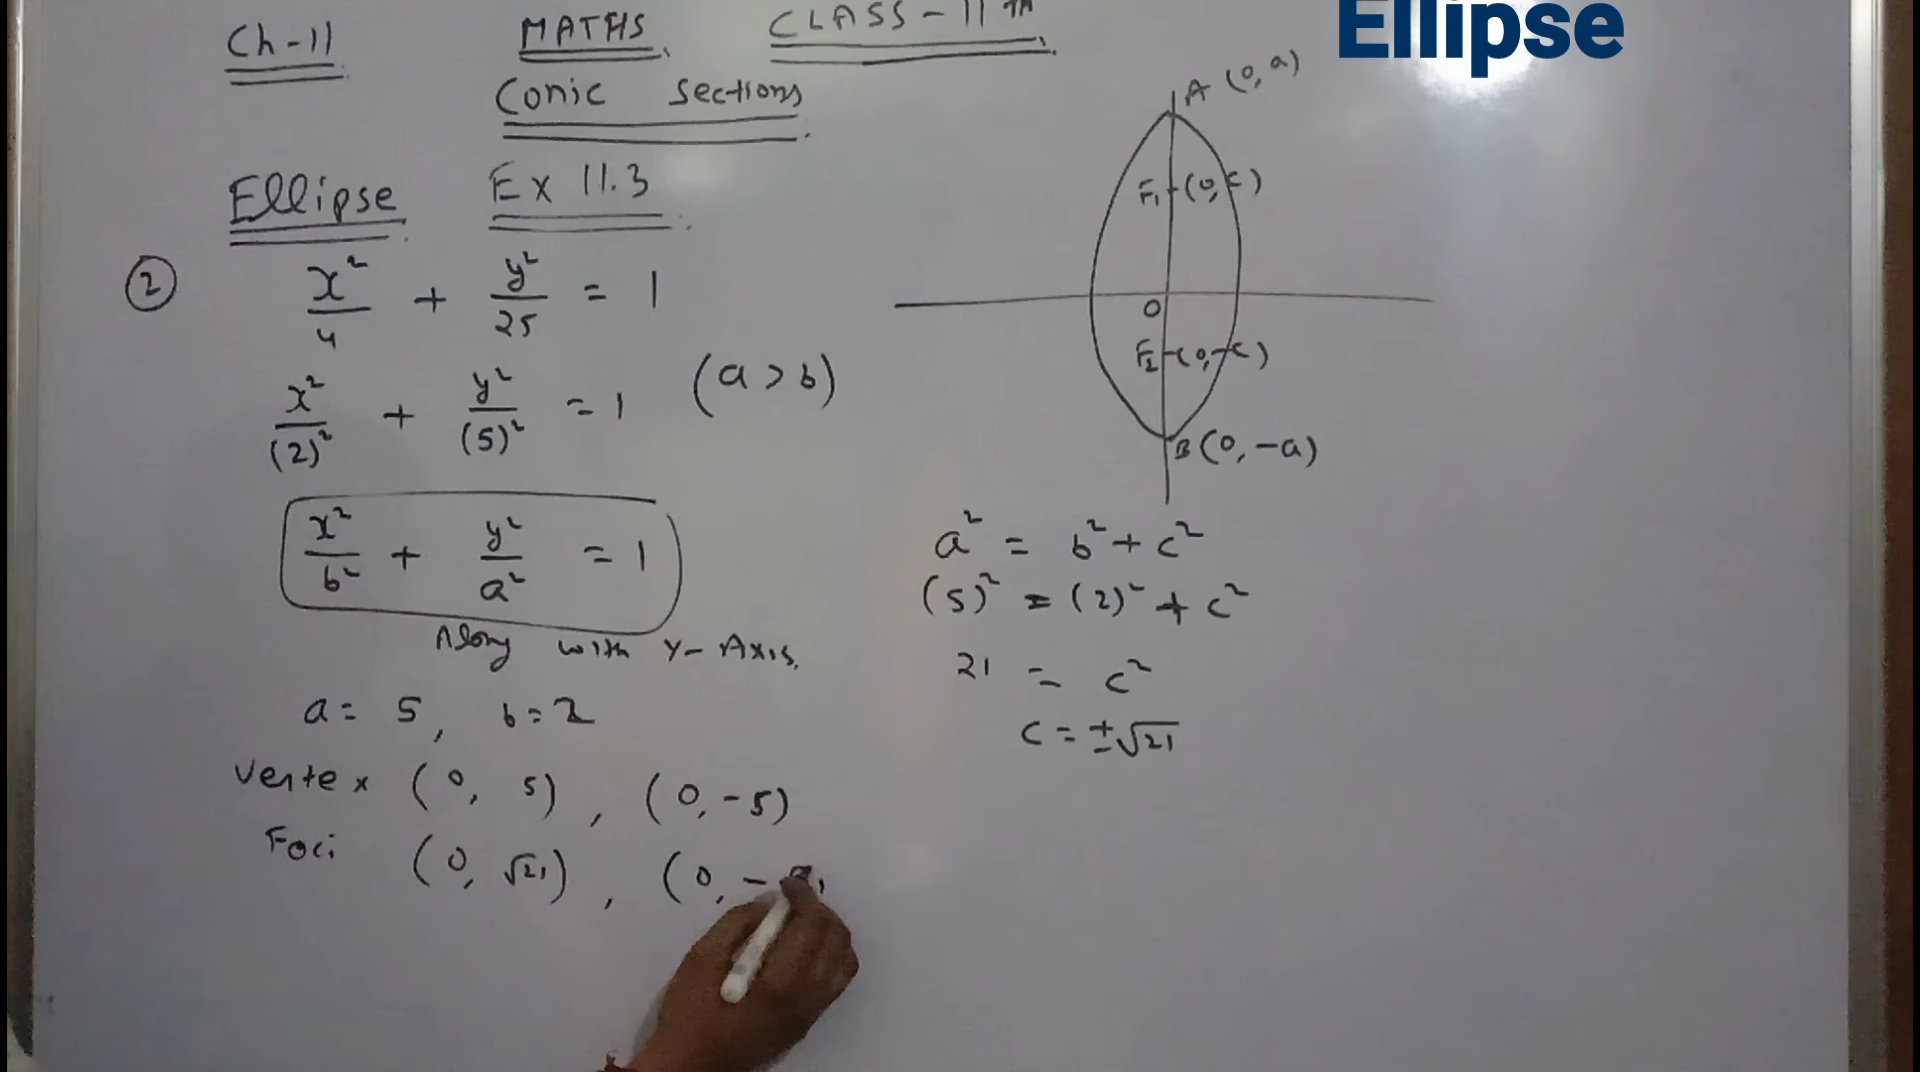 Ellipse
Ch-11 MATHS CLASS-11th
Conic Sections
Ellipse Ex 11.3
② x²/4 + y²/25 = 1
x²/(2)² + y²/(5)² = 1 (a > b)
x²/b² + y²/a² = 1
Along with Y-Axis.
a = 5, b = 2
Vertex (0, 5), (0, -5)
Foci (0, √21), (0, -
A (0, a)
F₁ (0, c)
O
F₂ (0, -c)
B (0, -a)
a² = b² + c²
(5)² = (2)² + c²
21 = c²
c = ±√21